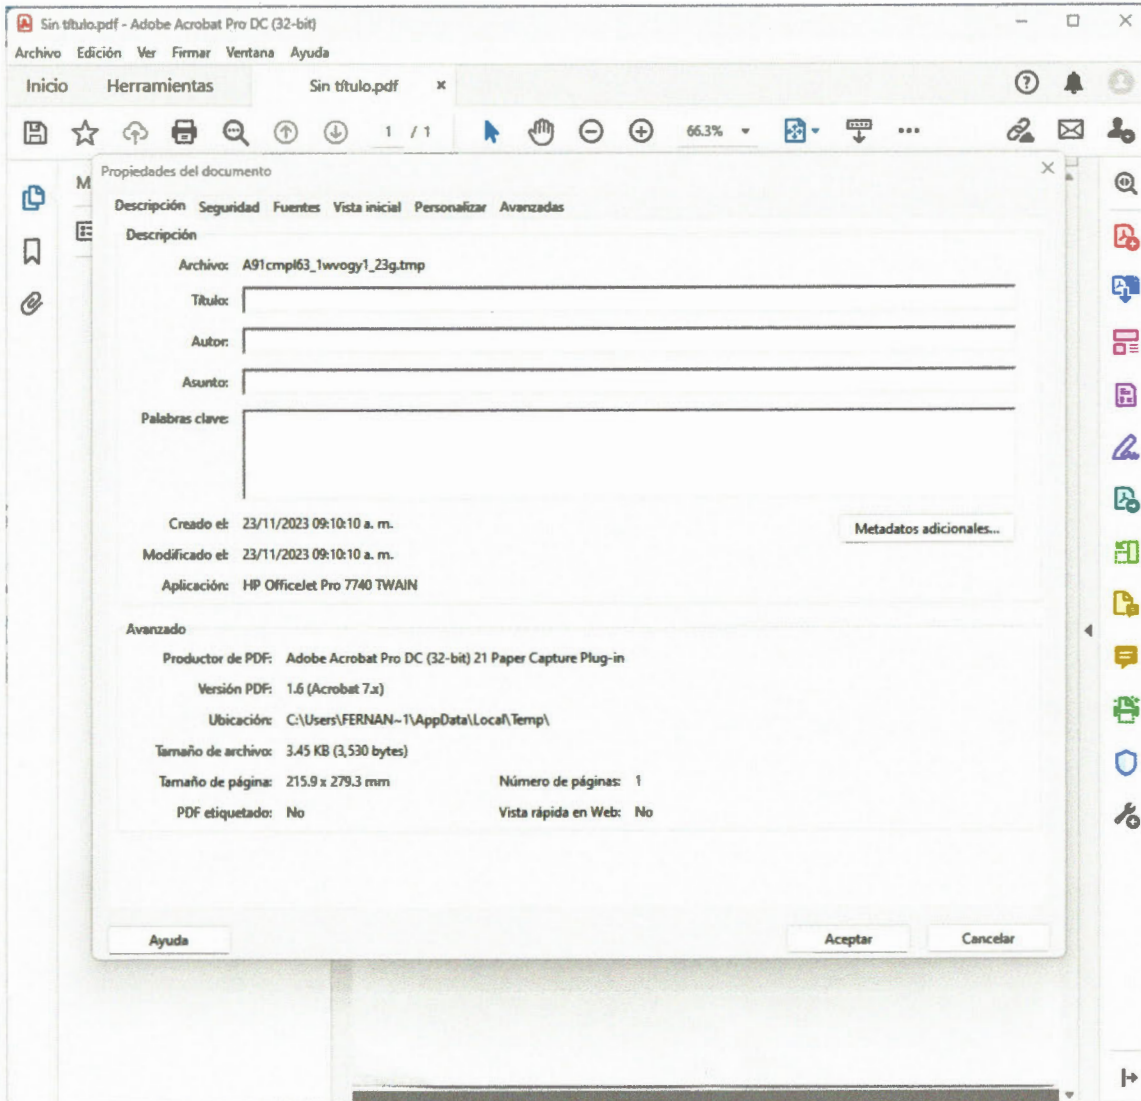 Sin título.pdf - Adobe Acrobat Pro DC (32-bit)
Archivo Edición Ver Firmar Ventana Ayuda
Inicio Herramientas Sin título.pdf x
1 / 1 66.3%
Propiedades del documento
M
Descripción Seguridad Fuentes Vista inicial Personalizar Avanzadas
Descripción
Archivo: A91cmpl63_1wvogy1_23g.tmp
Título:
Autor:
Asunto:
Palabras clave:
Creado el: 23/11/2023 09:10:10 a. m.
Metadatos adicionales...
Modificado el: 23/11/2023 09:10:10 a. m.
Aplicación: HP OfficeJet Pro 7740 TWAIN
Avanzado
Productor de PDF: Adobe Acrobat Pro DC (32-bit) 21 Paper Capture Plug-in
Versión PDF: 1.6 (Acrobat 7.x)
Ubicación: C:\Users\FERNAN~1\AppData\Local\Temp\
Tamaño de archivo: 3.45 KB (3,530 bytes)
Tamaño de página: 215.9 x 279.3 mm Número de páginas: 1
PDF etiquetado: No Vista rápida en Web: No
Ayuda Aceptar Cancelar